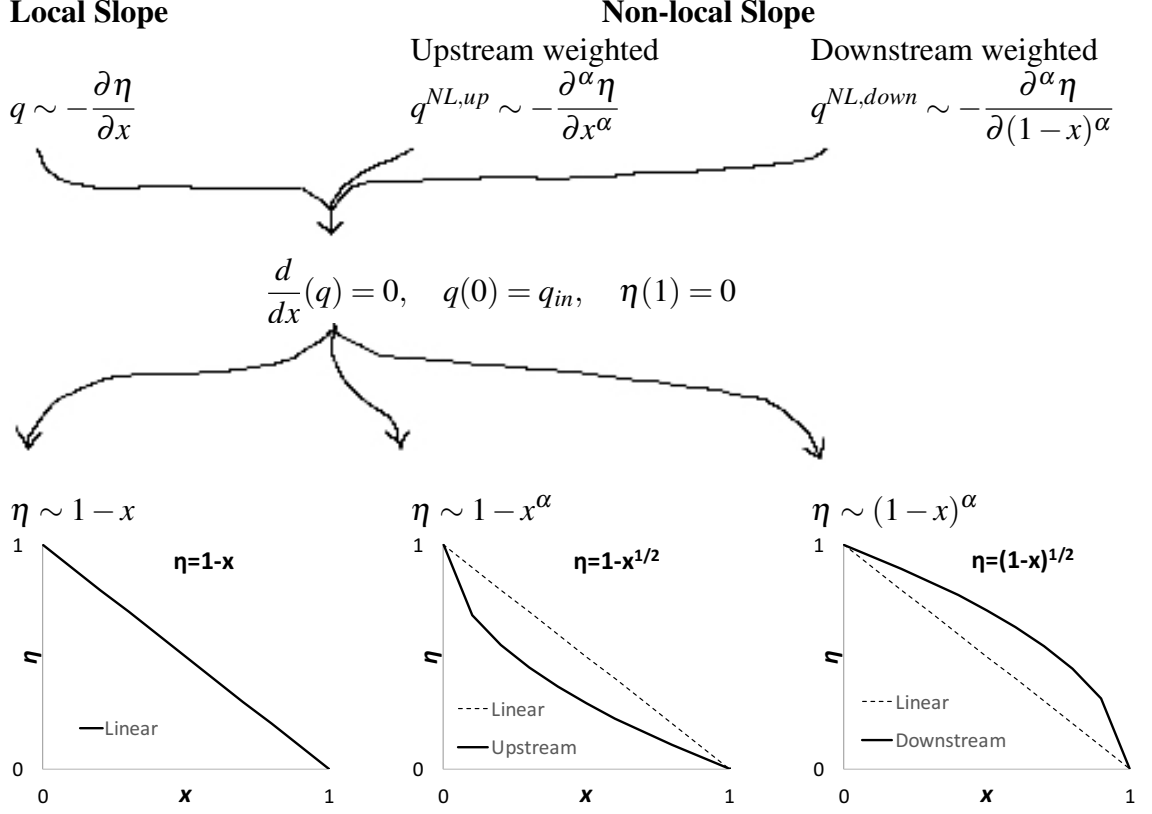 Local Slope
Non-local Slope
Upstream weighted
Downstream weighted
q ∼ −∂η/∂x
q^{NL,up} ∼ −∂^αη/∂x^α
q^{NL,down} ∼ −∂^αη/∂(1−x)^α
d/dx(q) = 0, q(0) = q_{in}, η(1) = 0
η ∼ 1−x
η ∼ 1−x^α
η ∼ (1−x)^α
1
η=1-x
η
Linear
0
0
x
1
1
η=1-x^{1/2}
η
Linear
Upstream
0
0
x
1
1
η=(1-x)^{1/2}
η
Linear
Downstream
0
0
x
1